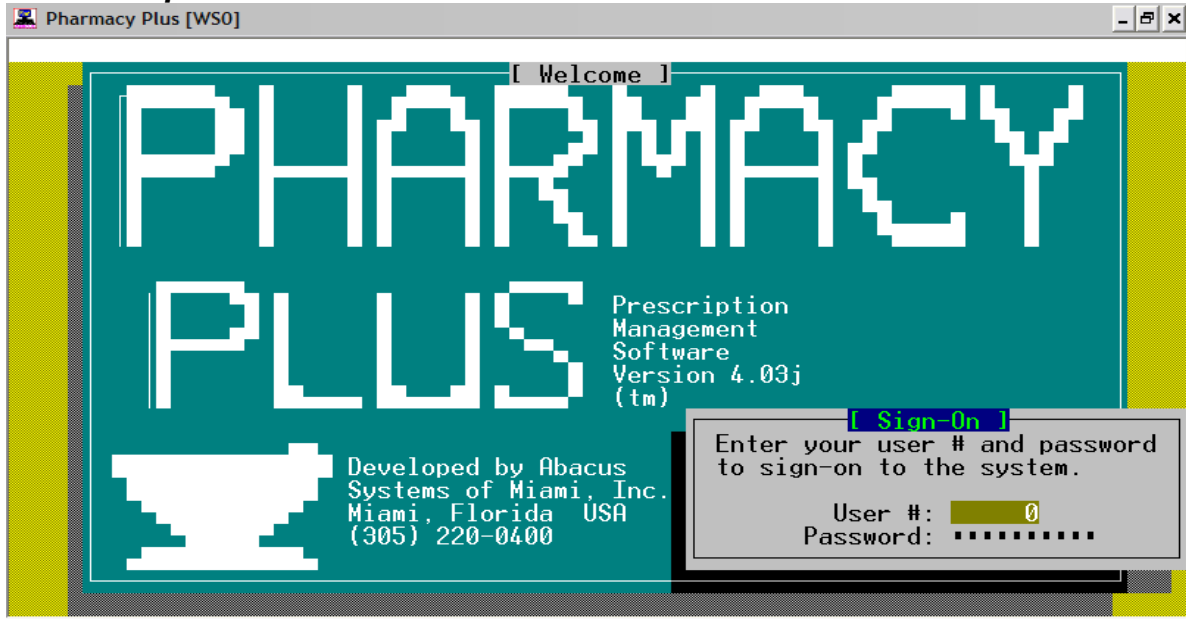 Pharmacy Plus [WS0]
[ Welcome ]
PHARMACY
PLUS
Prescription
Management
Software
Version 4.03j
(tm)
Developed by Abacus
Systems of Miami, Inc.
Miami, Florida USA
(305) 220-0400
[ Sign-On ]
Enter your user # and password
to sign-on to the system.
User #: 0
Password: ▪▪▪▪▪▪▪▪▪▪